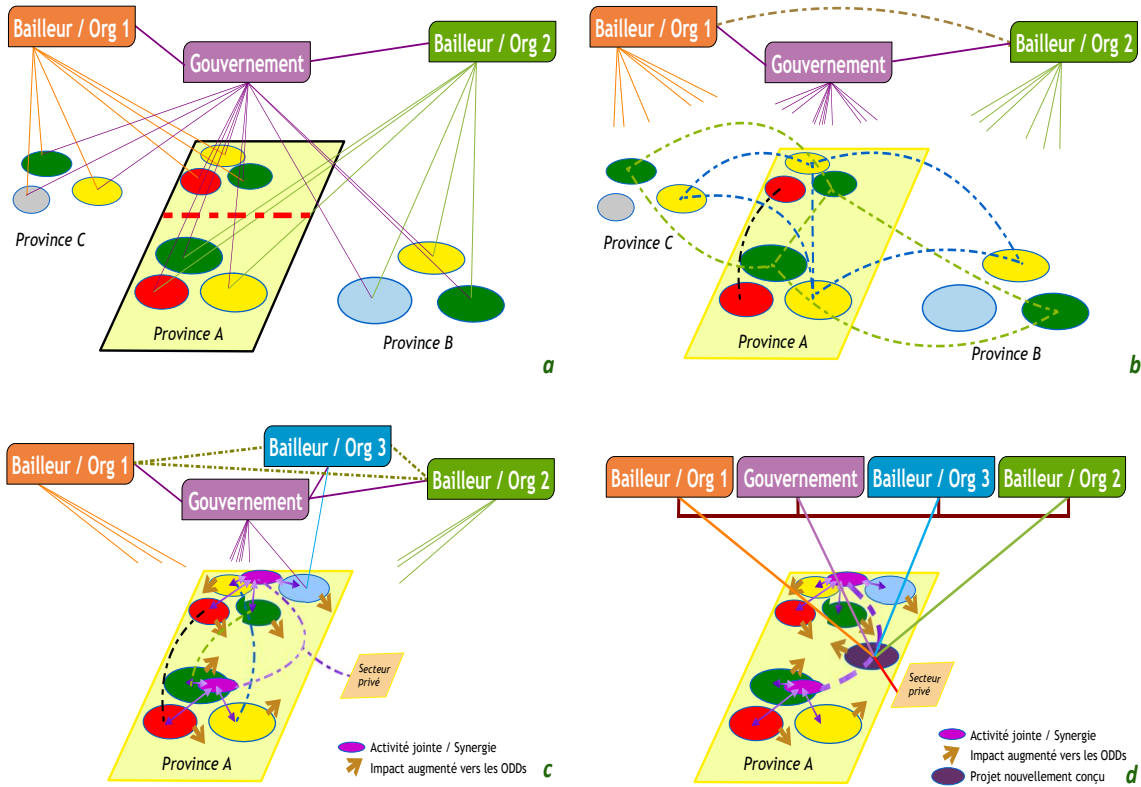 Bailleur / Org 1
Gouvernement
Bailleur / Org 2
Province C
Province A
Province B
a
Bailleur / Org 1
Gouvernement
Bailleur / Org 2
Province C
Province A
Province B
b
Bailleur / Org 1
Bailleur / Org 3
Gouvernement
Bailleur / Org 2
Secteur
privé
Province A
Activité jointe / Synergie
Impact augmenté vers les ODDs
c
Bailleur / Org 1
Gouvernement
Bailleur / Org 3
Bailleur / Org 2
Secteur
privé
Province A
Activité jointe / Synergie
Impact augmenté vers les ODDs
Projet nouvellement conçu
d